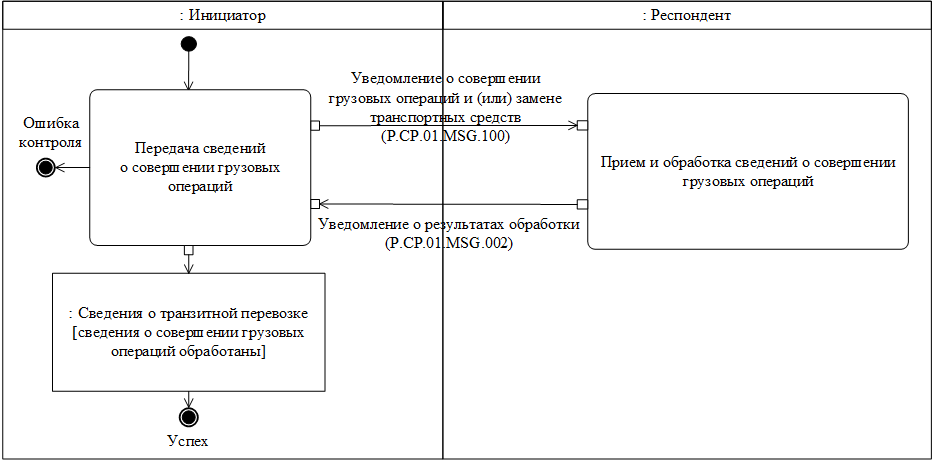 : Инициатор
: Респондент
Уведомление о совершении
грузовых операций и (или) замене
транспортных средств
(P.CP.01.MSG.100)
Ошибка
контроля
Передача сведений
о совершении грузовых
операций
Прием и обработка сведений о совершении
грузовых операций
Уведомление о результатах обработки
(P.CP.01.MSG.002)
: Сведения о транзитной перевозке
[сведения о совершении грузовых
операций обработаны]
Успех